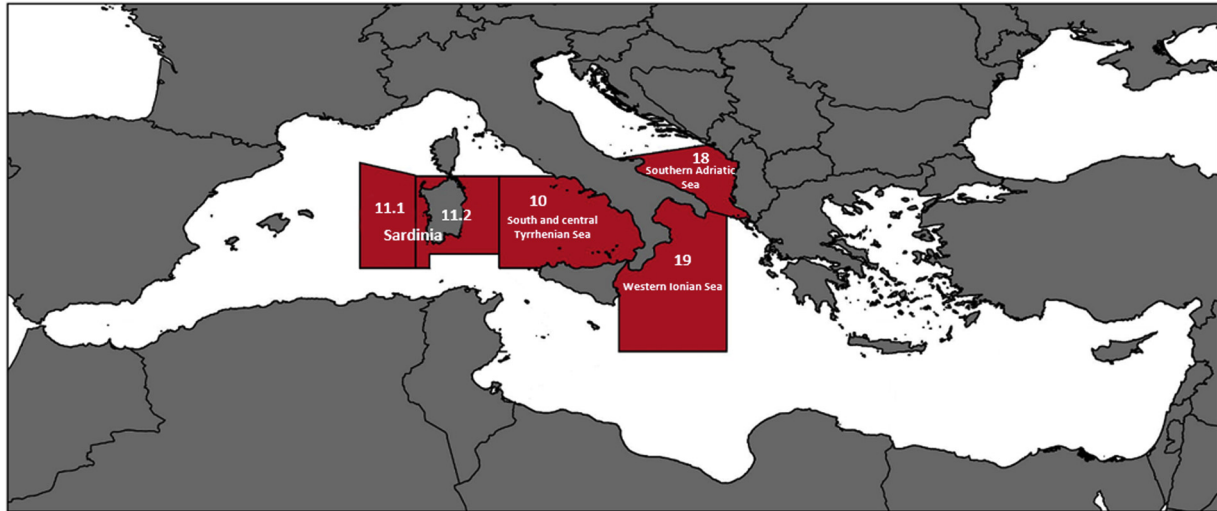 18
Southern Adriatic
Sea
11.1
11.2
Sardinia
10
South and central
Tyrrhenian Sea
19
Western Ionian Sea